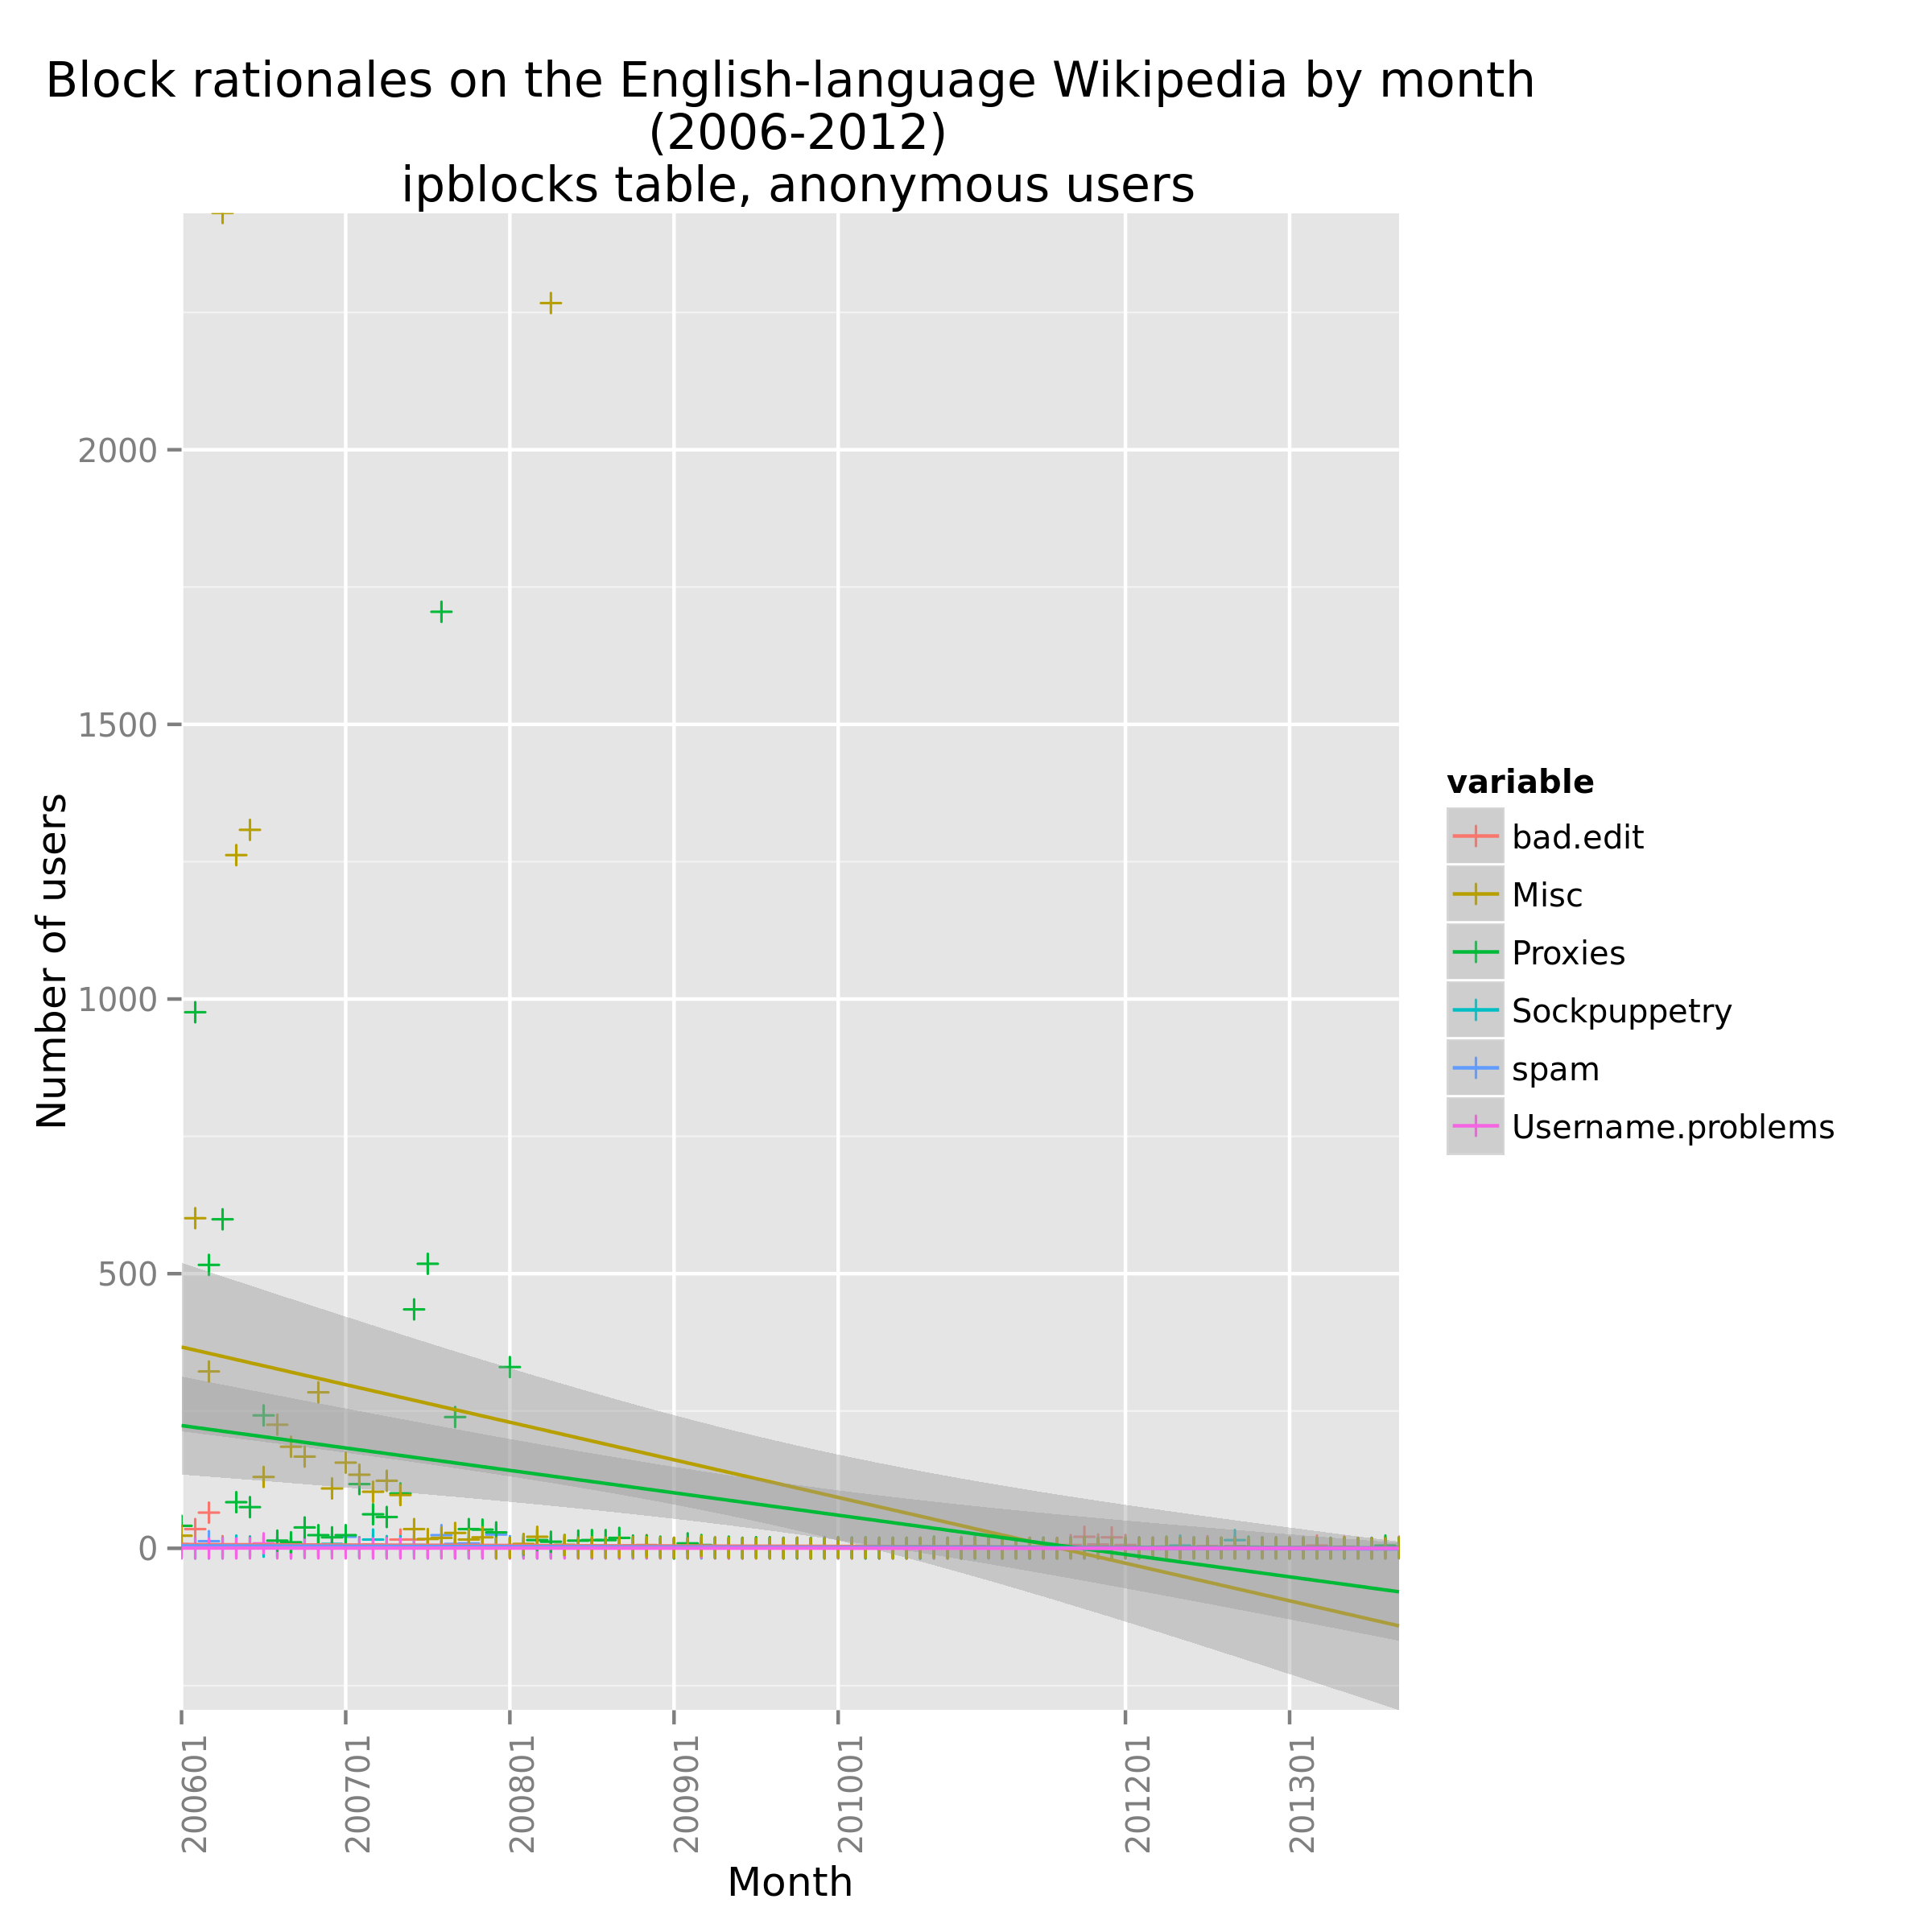 Block rationales on the English-language Wikipedia by month
(2006-2012)
ipblocks table, anonymous users
Number of users
2000
1500
1000
500
0
200601
200701
200801
200901
201001
201201
201301
Month
variable
bad.edit
Misc
Proxies
Sockpuppetry
spam
Username.problems